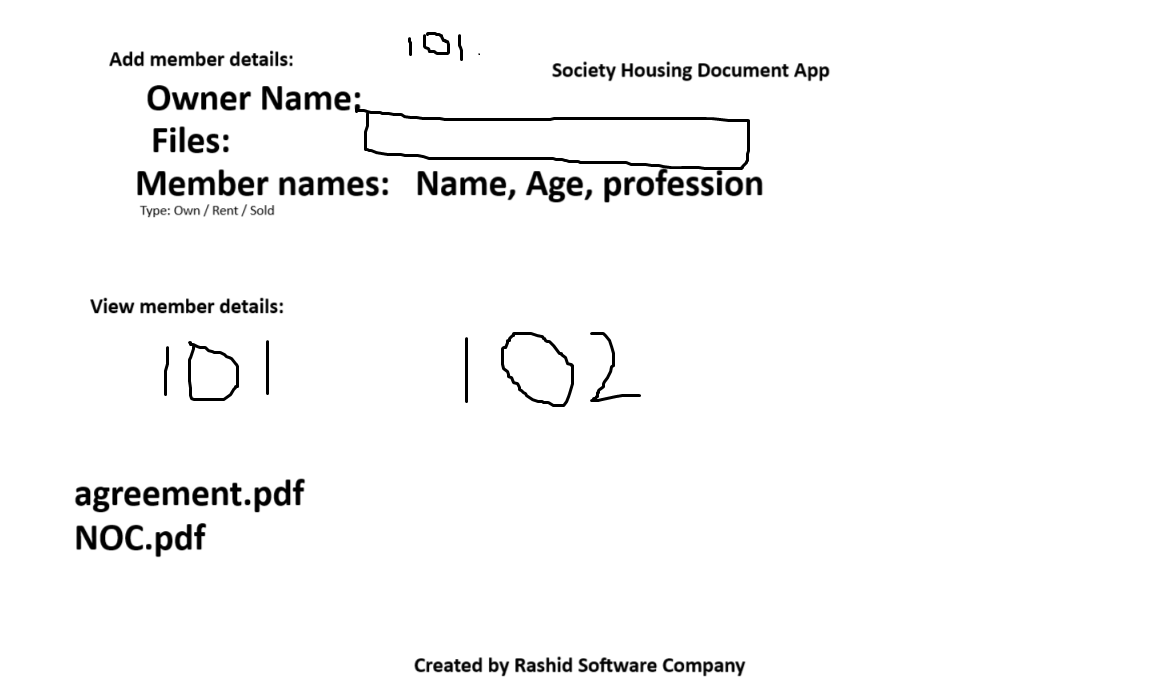 Add member details: 101.
Society Housing Document App
Owner Name:
Files:
Member names: Name, Age, profession
Type: Own / Rent / Sold
View member details:
101 102
agreement.pdf
NOC.pdf
Created by Rashid Software Company